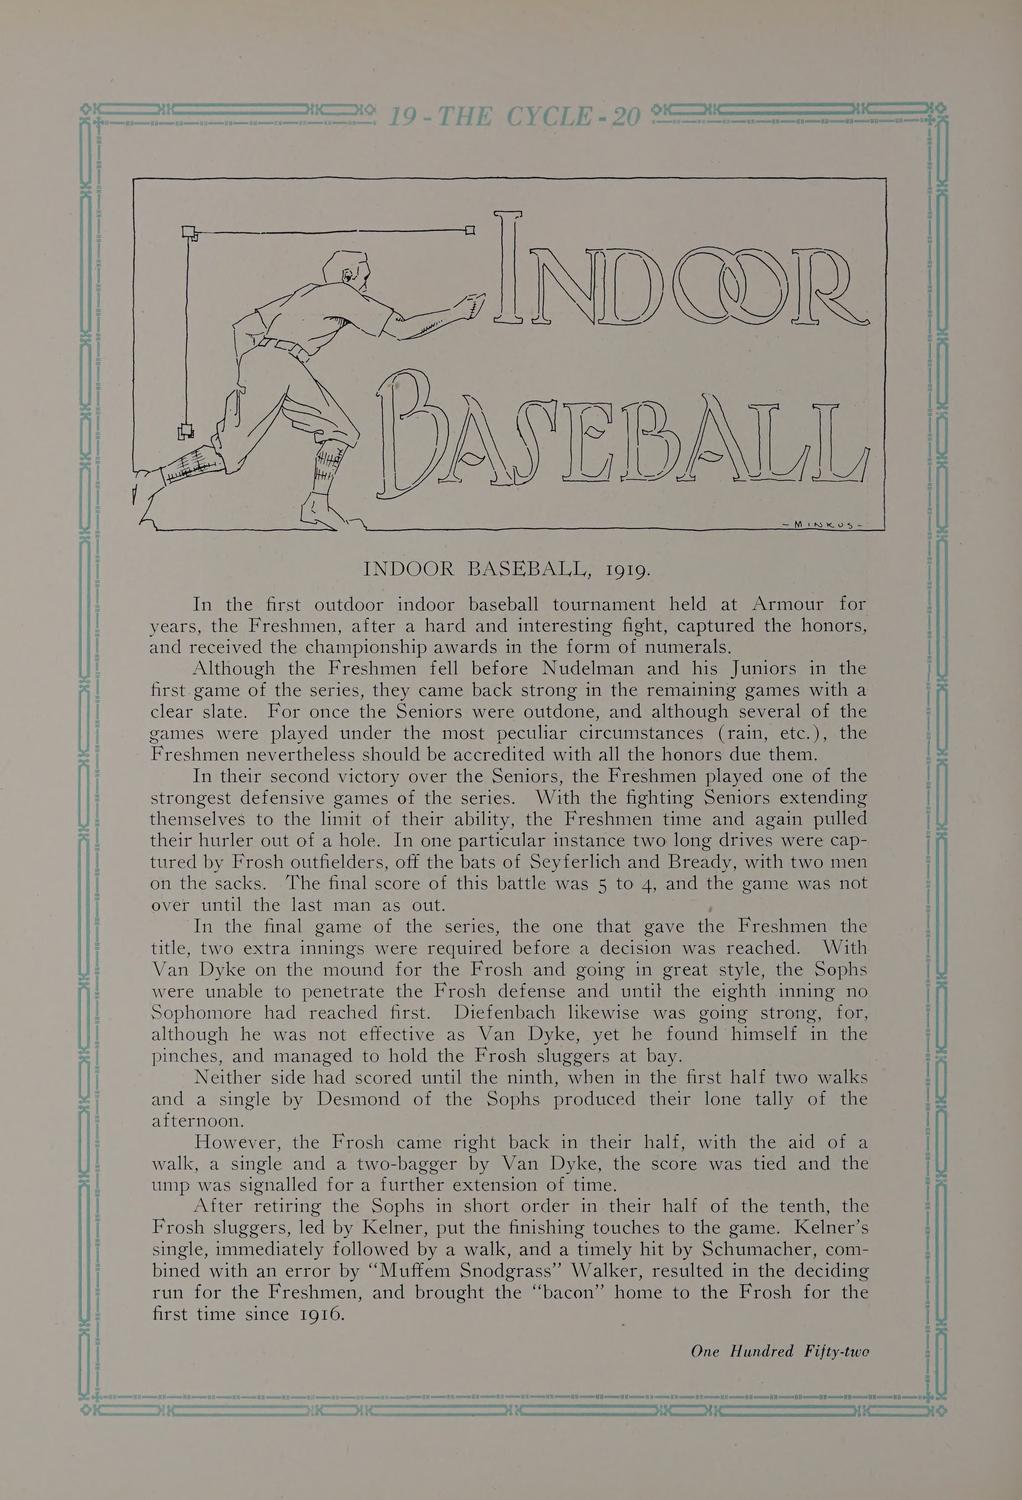 19-THE CYCLE-20
INDOOR
BASEBALL
-MINKUS-
INDOOR BASEBALL, 1919.
In the first outdoor indoor baseball tournament held at Armour for
years, the Freshmen, after a hard and interesting fight, captured the honors,
and received the championship awards in the form of numerals.
Although the Freshmen fell before Nudelman and his Juniors in the
first game of the series, they came back strong in the remaining games with a
clear slate. For once the Seniors were outdone, and although several of the
games were played under the most peculiar circumstances (rain, etc.), the
Freshmen nevertheless should be accredited with all the honors due them.
In their second victory over the Seniors, the Freshmen played one of the
strongest defensive games of the series. With the fighting Seniors extending
themselves to the limit of their ability, the Freshmen time and again pulled
their hurler out of a hole. In one particular instance two long drives were cap-
tured by Frosh outfielders, off the bats of Seyferlich and Bready, with two men
on the sacks. The final score of this battle was 5 to 4, and the game was not
over until the last man as out.
In the final game of the series, the one that gave the Freshmen the
title, two extra innings were required before a decision was reached. With
Van Dyke on the mound for the Frosh and going in great style, the Sophs
were unable to penetrate the Frosh defense and until the eighth inning no
Sophomore had reached first. Diefenbach likewise was going strong, for,
although he was not effective as Van Dyke, yet he found himself in the
pinches, and managed to hold the Frosh sluggers at bay.
Neither side had scored until the ninth, when in the first half two walks
and a single by Desmond of the Sophs produced their lone tally of the
afternoon.
However, the Frosh came right back in their half, with the aid of a
walk, a single and a two-bagger by Van Dyke, the score was tied and the
ump was signalled for a further extension of time.
After retiring the Sophs in short order in their half of the tenth, the
Frosh sluggers, led by Kelner, put the finishing touches to the game. Kelner's
single, immediately followed by a walk, and a timely hit by Schumacher, com-
bined with an error by "Muffem Snodgrass" Walker, resulted in the deciding
run for the Freshmen, and brought the "bacon" home to the Frosh for the
first time since 1916.
One Hundred Fifty-two